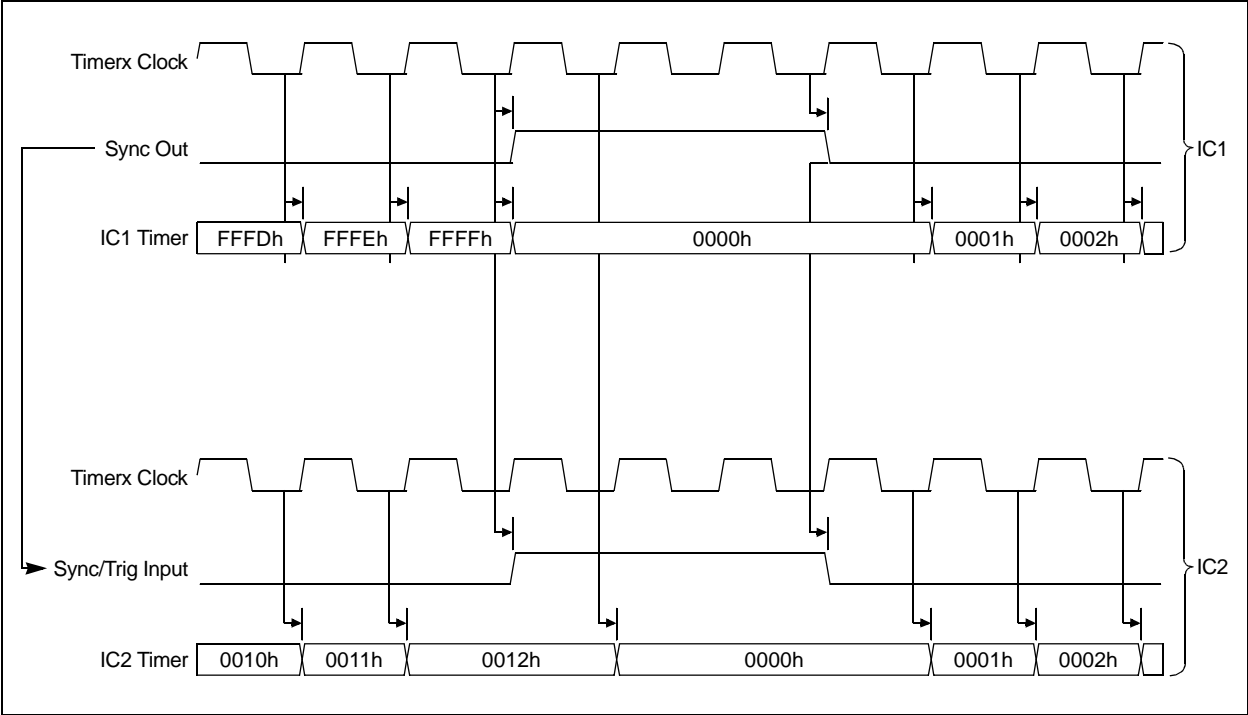 Timerx Clock
Sync Out
IC1
IC1 Timer FFFDh FFFEh FFFFh 0000h 0001h 0002h
Timerx Clock
Sync/Trig Input
IC2
IC2 Timer 0010h 0011h 0012h 0000h 0001h 0002h